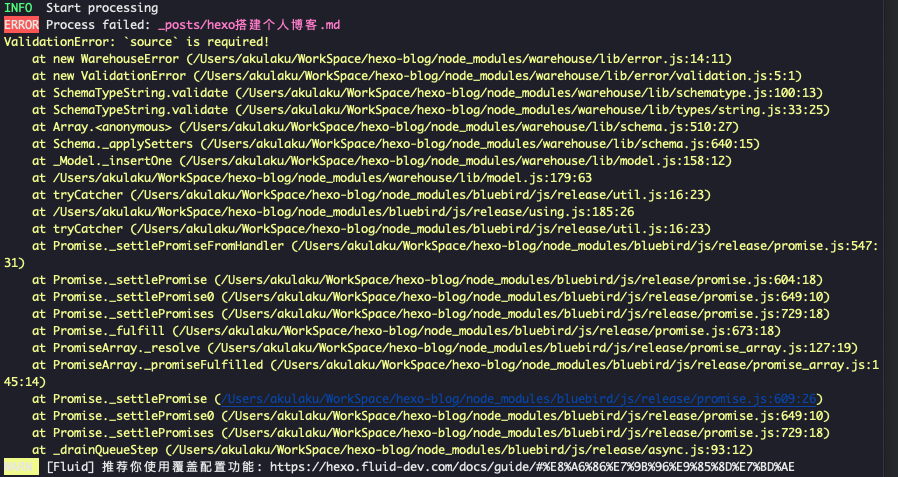 INFO  Start processing
ERROR Process failed: _posts/hexo搭建个人博客.md
ValidationError: `source` is required!
    at new WarehouseError (/Users/akulaku/WorkSpace/hexo-blog/node_modules/warehouse/lib/error.js:14:11)
    at new ValidationError (/Users/akulaku/WorkSpace/hexo-blog/node_modules/warehouse/lib/error/validation.js:5:1)
    at SchemaTypeString.validate (/Users/akulaku/WorkSpace/hexo-blog/node_modules/warehouse/lib/schematype.js:100:13)
    at SchemaTypeString.validate (/Users/akulaku/WorkSpace/hexo-blog/node_modules/warehouse/lib/types/string.js:33:25)
    at Array.<anonymous> (/Users/akulaku/WorkSpace/hexo-blog/node_modules/warehouse/lib/schema.js:510:27)
    at Schema._applySetters (/Users/akulaku/WorkSpace/hexo-blog/node_modules/warehouse/lib/schema.js:640:15)
    at _Model._insertOne (/Users/akulaku/WorkSpace/hexo-blog/node_modules/warehouse/lib/model.js:158:12)
    at /Users/akulaku/WorkSpace/hexo-blog/node_modules/warehouse/lib/model.js:179:63
    at tryCatcher (/Users/akulaku/WorkSpace/hexo-blog/node_modules/bluebird/js/release/util.js:16:23)
    at /Users/akulaku/WorkSpace/hexo-blog/node_modules/bluebird/js/release/using.js:185:26
    at tryCatcher (/Users/akulaku/WorkSpace/hexo-blog/node_modules/bluebird/js/release/util.js:16:23)
    at Promise._settlePromiseFromHandler (/Users/akulaku/WorkSpace/hexo-blog/node_modules/bluebird/js/release/promise.js:547:
31)
    at Promise._settlePromise (/Users/akulaku/WorkSpace/hexo-blog/node_modules/bluebird/js/release/promise.js:604:18)
    at Promise._settlePromise0 (/Users/akulaku/WorkSpace/hexo-blog/node_modules/bluebird/js/release/promise.js:649:10)
    at Promise._settlePromises (/Users/akulaku/WorkSpace/hexo-blog/node_modules/bluebird/js/release/promise.js:729:18)
    at Promise._fulfill (/Users/akulaku/WorkSpace/hexo-blog/node_modules/bluebird/js/release/promise.js:673:18)
    at PromiseArray._resolve (/Users/akulaku/WorkSpace/hexo-blog/node_modules/bluebird/js/release/promise_array.js:127:19)
    at PromiseArray._promiseFulfilled (/Users/akulaku/WorkSpace/hexo-blog/node_modules/bluebird/js/release/promise_array.js:1
45:14)
    at Promise._settlePromise (/Users/akulaku/WorkSpace/hexo-blog/node_modules/bluebird/js/release/promise.js:609:26)
    at Promise._settlePromise0 (/Users/akulaku/WorkSpace/hexo-blog/node_modules/bluebird/js/release/promise.js:649:10)
    at Promise._settlePromises (/Users/akulaku/WorkSpace/hexo-blog/node_modules/bluebird/js/release/promise.js:729:18)
    at _drainQueueStep (/Users/akulaku/WorkSpace/hexo-blog/node_modules/bluebird/js/release/async.js:93:12)
[Fluid] 推荐你使用覆盖配置功能: https://hexo.fluid-dev.com/docs/guide/#%E8%A6%86%E7%9B%96%E9%85%8D%E7%BD%AE